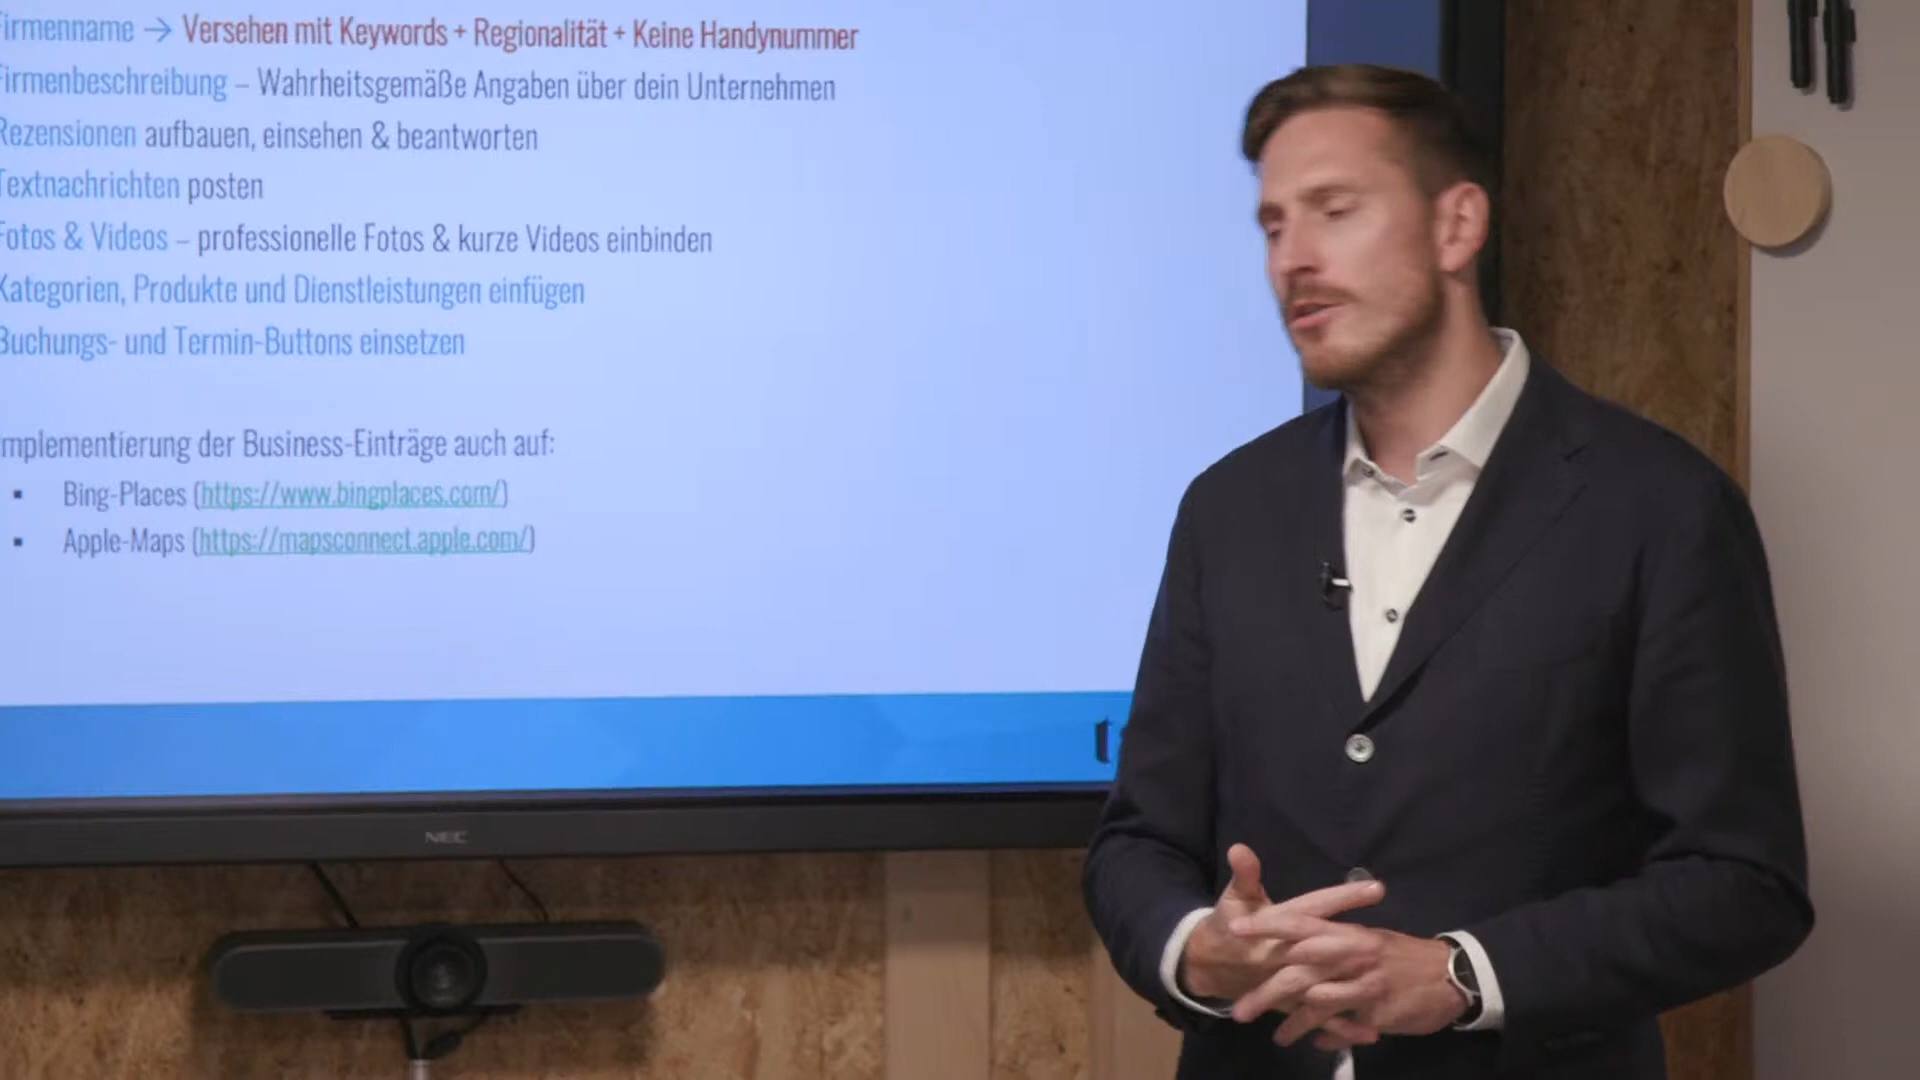 Firmenname → Versehen mit Keywords + Regionalität + Keine Handynummer
Firmenbeschreibung – Wahrheitsgemäße Angaben über dein Unternehmen
Rezensionen aufbauen, einsehen & beantworten
Textnachrichten posten
Fotos & Videos – professionelle Fotos & kurze Videos einbinden
Kategorien, Produkte und Dienstleistungen einfügen
Buchungs- und Termin-Buttons einsetzen
Implementierung der Business-Einträge auch auf:
▪ Bing-Places (https://www.bingplaces.com/)
▪ Apple-Maps (https://mapsconnect.apple.com/)
NEC